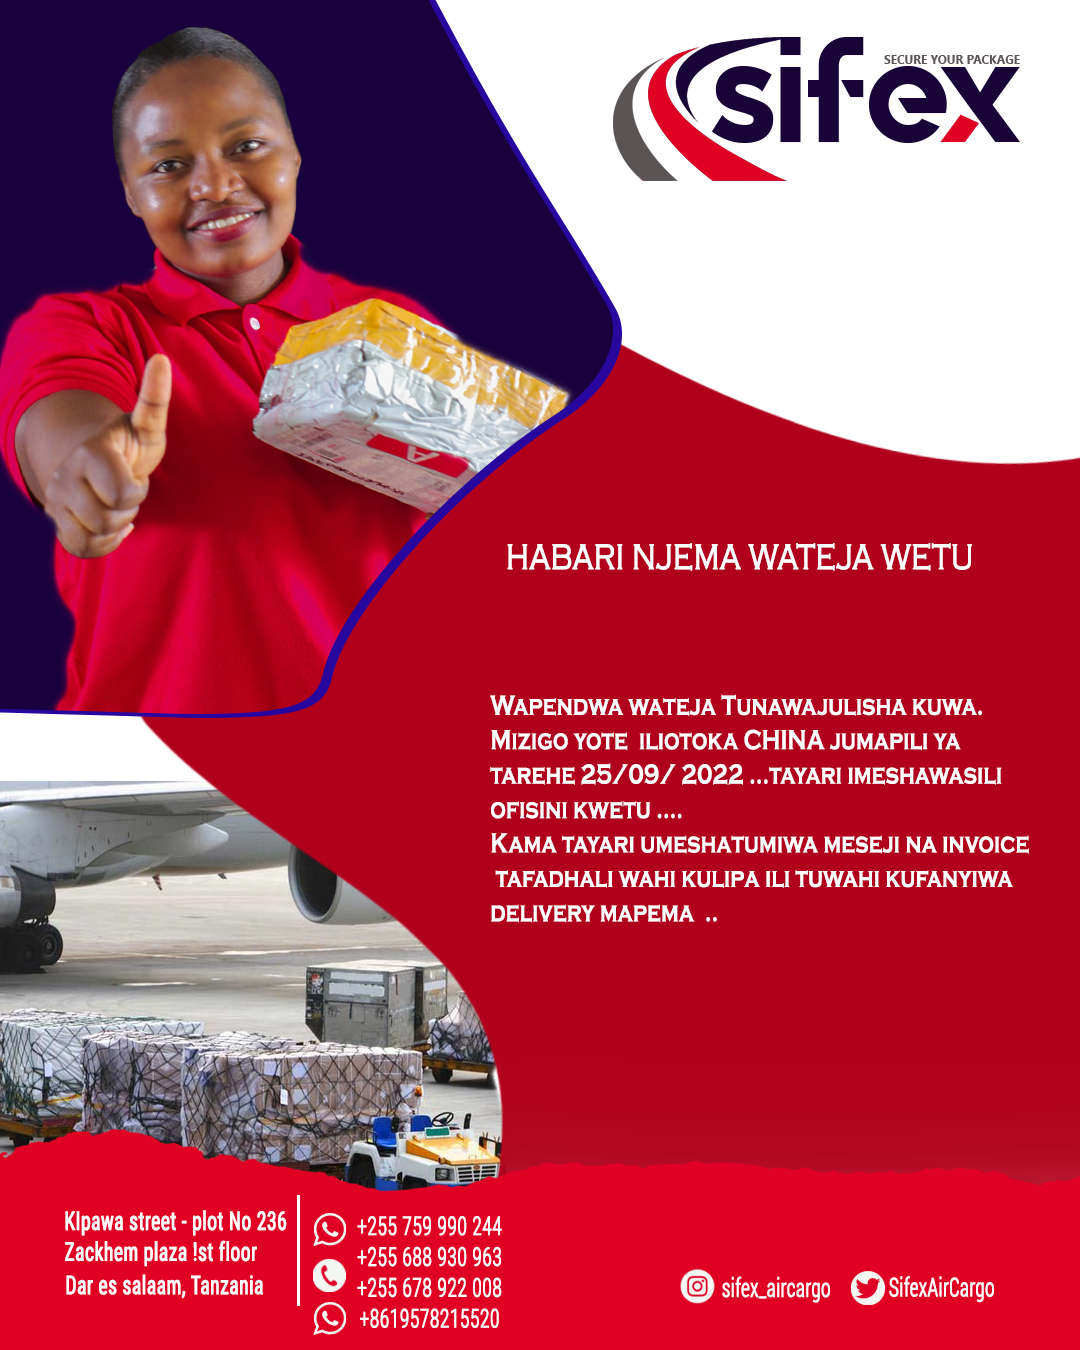 sifex
SECURE YOUR PACKAGE
HABARI NJEMA WATEJA WETU
WAPENDWA WATEJA TUNAWAJULISHA KUWA.
MIZIGO YOTE ILIOTOKA CHINA JUMAPILI YA
TAREHE 25/09/ 2022 ...TAYARI IMESHAWASILI
OFISINI KWETU ....
KAMA TAYARI UMESHATUMIWA MESEJI NA INVOICE
TAFADHALI WAHI KULIPA ILI TUWAHI KUFANYIWA
DELIVERY MAPEMA ..
KIpawa street - plot No 236
Zackhem plaza !st floor
Dar es salaam, Tanzania
+255 759 990 244
+255 688 930 963
+255 678 922 008
+8619578215520
sifex_aircargo
SifexAirCargo